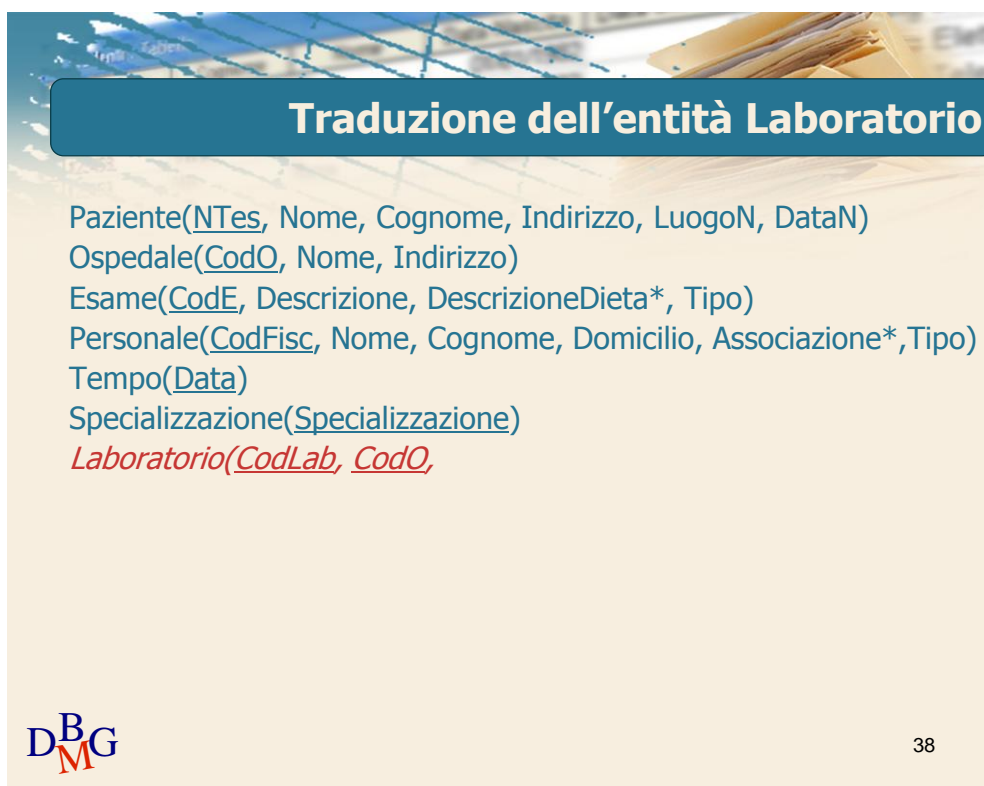 Traduzione dell'entità Laboratorio
Paziente(NTes, Nome, Cognome, Indirizzo, LuogoN, DataN)
Ospedale(CodO, Nome, Indirizzo)
Esame(CodE, Descrizione, DescrizioneDieta*, Tipo)
Personale(CodFisc, Nome, Cognome, Domicilio, Associazione*,Tipo)
Tempo(Data)
Specializzazione(Specializzazione)
Laboratorio(CodLab, CodO,
DBMG
38